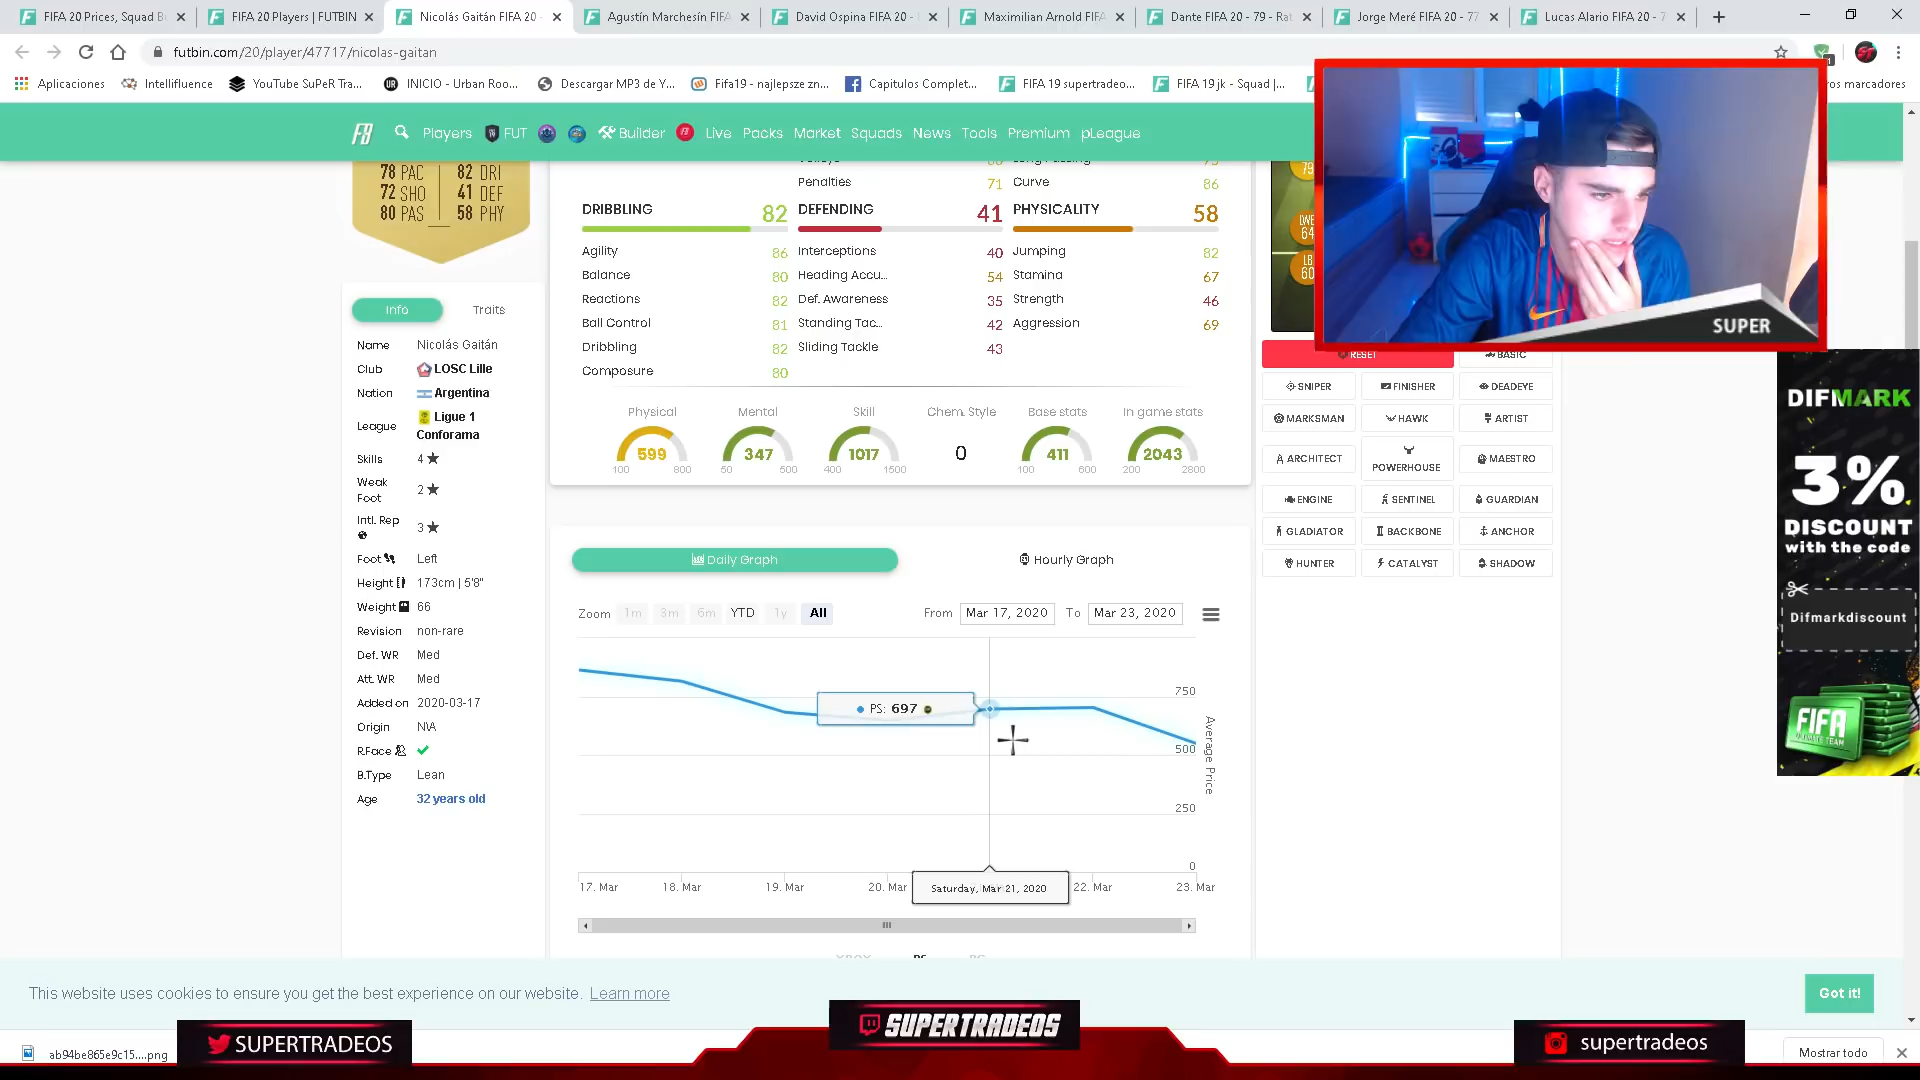 FIFA 20 Prices, Squad B
FIFA 20 Players | FUTBIN
Nicolás Gaitán FIFA 20 -
Agustín Marchesín FIFA
David Ospina FIFA 20 -
Maximilian Arnold FIFA
Dante FIFA 20 - 79 - Rat
Jorge Meré FIFA 20 - 77
Lucas Alario FIFA 20 - 7
futbin.com/20/player/47717/nicolas-gaitan
Aplicaciones
Intellifluence
YouTube SuPeR Tra...
INICIO - Urban Roo...
Descargar MP3 de Y...
Fifa19 - najlepsze zn...
Capitulos Complet...
FIFA 19 supertradeo...
FIFA 19 jk - Squad |...
ros marcadores
Players FUT Builder Live Packs Market Squads News Tools Premium pLeague
78 PAC 82 DRI
72 SHO 41 DEF
80 PAS 58 PHY
Penalties 71
Curve 86
DRIBBLING 82
DEFENDING 41
PHYSICALITY 58
Agility 86
Interceptions 40
Jumping 82
Balance 80
Heading Accu... 54
Stamina 67
Reactions 82
Def. Awareness 35
Strength 46
Ball Control 81
Standing Tac... 42
Aggression 69
Dribbling 82
Sliding Tackle 43
Composure 80
Physical Mental Skill Chem. Style Base stats In game stats
599 347 1017 0 411 2043
100 800 50 500 400 1500 100 600 200 2800
Info Traits
Name Nicolás Gaitán
Club LOSC Lille
Nation Argentina
League Ligue 1
Conforama
Skills 4
Weak
Foot 2
Intl. Rep 3
Foot Left
Height 173cm | 5'8"
Weight 66
Revision non-rare
Def. WR Med
Att. WR Med
Added on 2020-03-17
Origin N\A
R.Face
B.Type Lean
Age 32 years old
Daily Graph Hourly Graph
Zoom 1m 3m 6m YTD 1y All From Mar 17, 2020 To Mar 23, 2020
PS: 697
750
500
250
0
Average Price
Saturday, Mar 21, 2020
17. Mar 18. Mar 19. Mar 20. Mar 22. Mar 23. Mar
79
LWB
64
LB
60
SUPER
RESET BASIC
SNIPER FINISHER DEADEYE
MARKSMAN HAWK ARTIST
ARCHITECT POWERHOUSE MAESTRO
ENGINE SENTINEL GUARDIAN
GLADIATOR BACKBONE ANCHOR
HUNTER CATALYST SHADOW
DIFMARK
3%
DISCOUNT
with the code
Difmarkdiscount
FIFA
ULTIMATE TEAM
This website uses cookies to ensure you get the best experience on our website. Learn more
Got it!
ab94be865e9c15....png
SUPERTRADEOS
SUPERTRADEOS
supertradeos
Mostrar todo